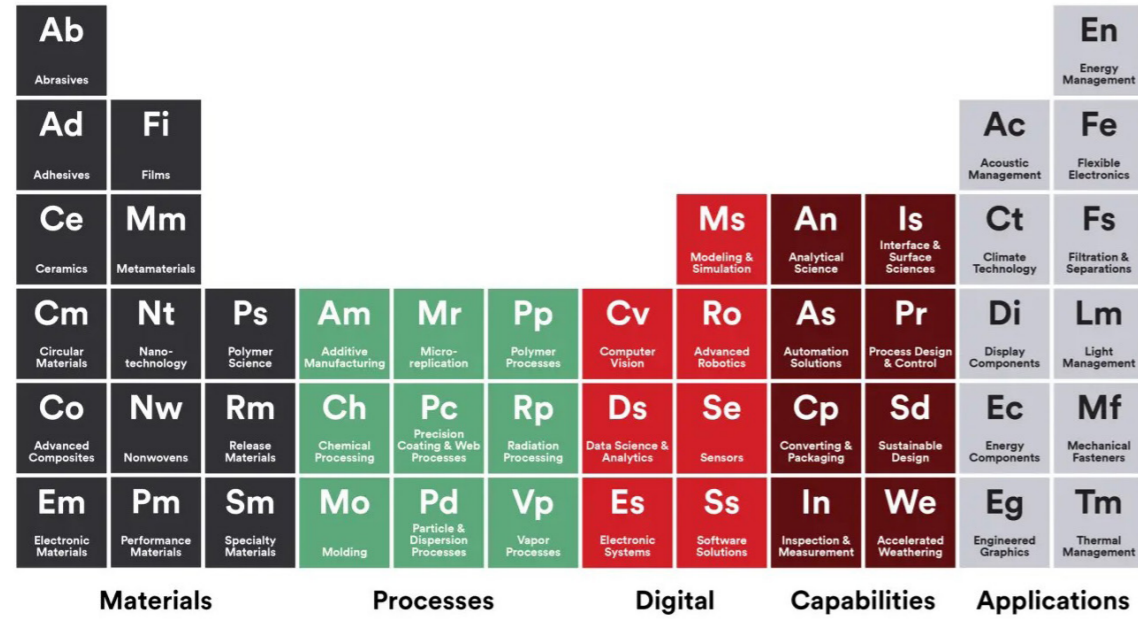 Ab
Abrasives
En
Energy
Management
Ad
Adhesives
Fi
Films
Ac
Acoustic
Management
Fe
Flexible
Electronics
Ce
Ceramics
Mm
Metamaterials
Ms
Modeling &
Simulation
An
Analytical
Science
Is
Interface &
Surface
Sciences
Ct
Climate
Technology
Fs
Filtration &
Separations
Cm
Circular
Materials
Nt
Nano-
technology
Ps
Polymer
Science
Am
Additive
Manufacturing
Mr
Micro-
replication
Pp
Polymer
Processes
Cv
Computer
Vision
Ro
Advanced
Robotics
As
Automation
Solutions
Pr
Process Design
& Control
Di
Display
Components
Lm
Light
Management
Co
Advanced
Composites
Nw
Nonwovens
Rm
Release
Materials
Ch
Chemical
Processing
Pc
Precision
Coating & Web
Processes
Rp
Radiation
Processing
Ds
Data Science &
Analytics
Se
Sensors
Cp
Converting &
Packaging
Sd
Sustainable
Design
Ec
Energy
Components
Mf
Mechanical
Fasteners
Em
Electronic
Materials
Pm
Performance
Materials
Sm
Specialty
Materials
Mo
Molding
Pd
Particle &
Dispersion
Processes
Vp
Vapor
Processes
Es
Electronic
Systems
Ss
Software
Solutions
In
Inspection &
Measurement
We
Accelerated
Weathering
Eg
Engineered
Graphics
Tm
Thermal
Management
Materials
Processes
Digital
Capabilities
Applications